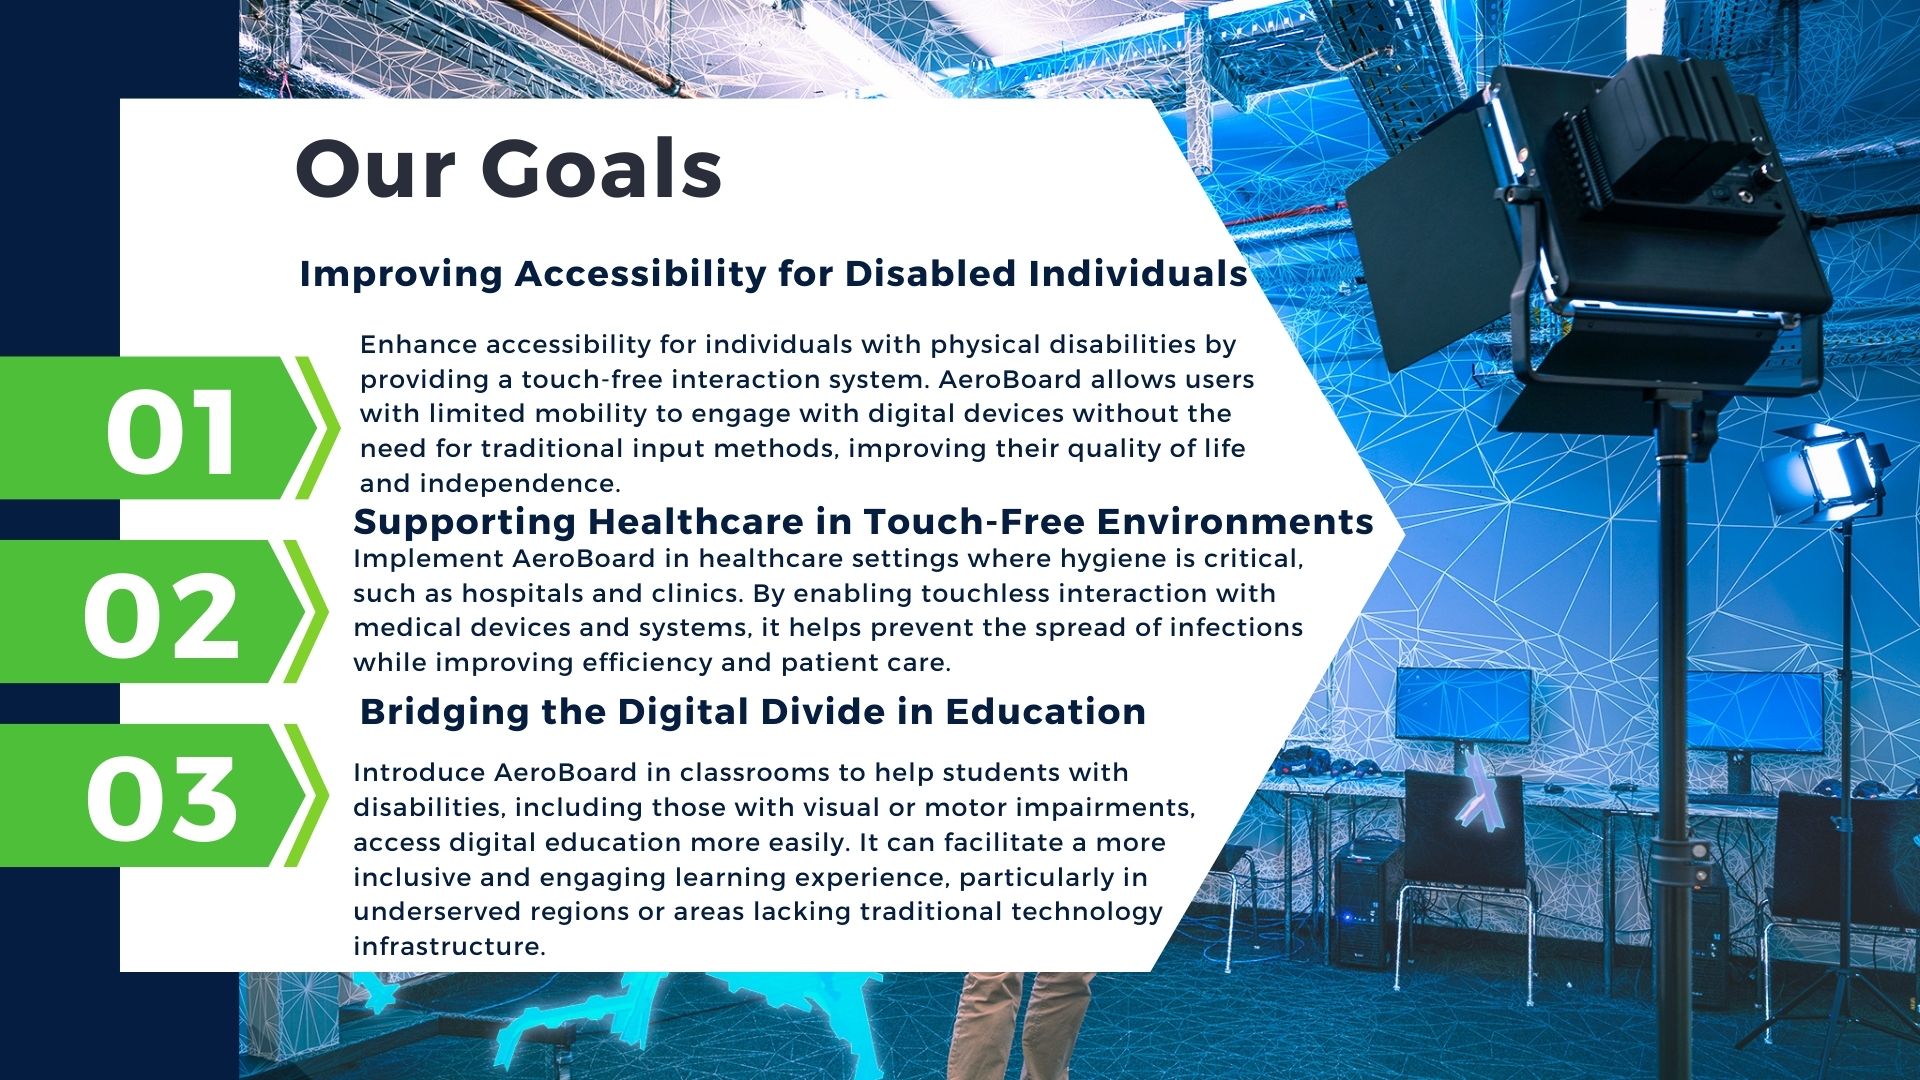 Our Goals
Improving Accessibility for Disabled Individuals
01
Enhance accessibility for individuals with physical disabilities by
providing a touch-free interaction system. AeroBoard allows users
with limited mobility to engage with digital devices without the
need for traditional input methods, improving their quality of life
and independence.
Supporting Healthcare in Touch-Free Environments
02
Implement AeroBoard in healthcare settings where hygiene is critical,
such as hospitals and clinics. By enabling touchless interaction with
medical devices and systems, it helps prevent the spread of infections
while improving efficiency and patient care.
Bridging the Digital Divide in Education
03
Introduce AeroBoard in classrooms to help students with
disabilities, including those with visual or motor impairments,
access digital education more easily. It can facilitate a more
inclusive and engaging learning experience, particularly in
underserved regions or areas lacking traditional technology
infrastructure.